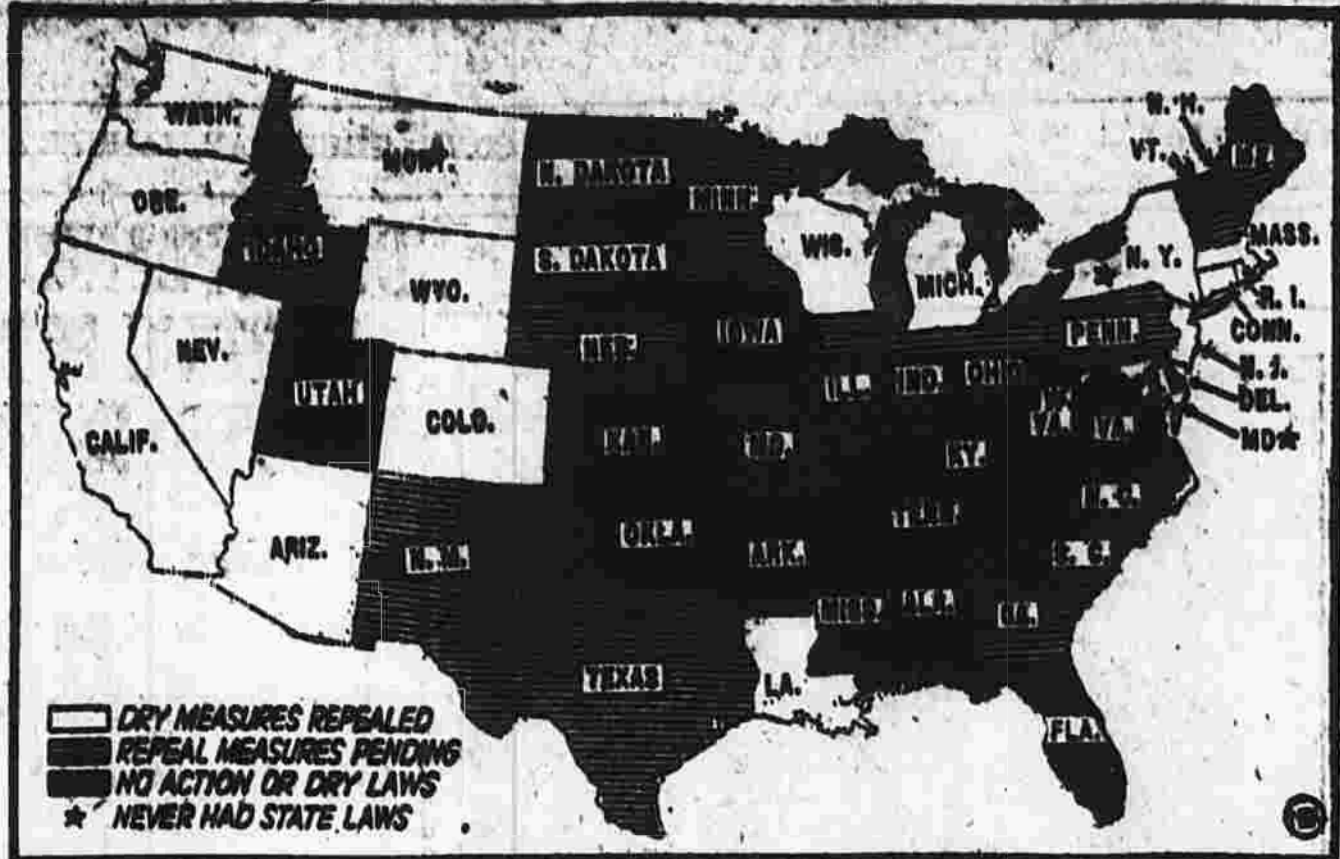 N. H.
VT.
ME.
WASH.
MONT.
N. DAKOTA
MINN.
ORE.
IDAHO
S. DAKOTA
WIS.
MICH.
N. Y.
MASS.
WYO.
R. I.
CONN.
NEV.
NEB.
IOWA
PENN.
N. J.
UTAH
COLO.
ILL.
IND.
OHIO
DEL.
CALIF.
KAN.
MO.
KY.
W.
VA.
VA.
MD★
N. C.
ARIZ.
N. M.
OKLA.
ARK.
TENN.
S. C.
MISS.
ALA.
GA.
TEXAS
LA.
FLA.
DRY MEASURES REPEALED
REPEAL MEASURES PENDING
NO ACTION OR DRY LAWS
★ NEVER HAD STATE LAWS